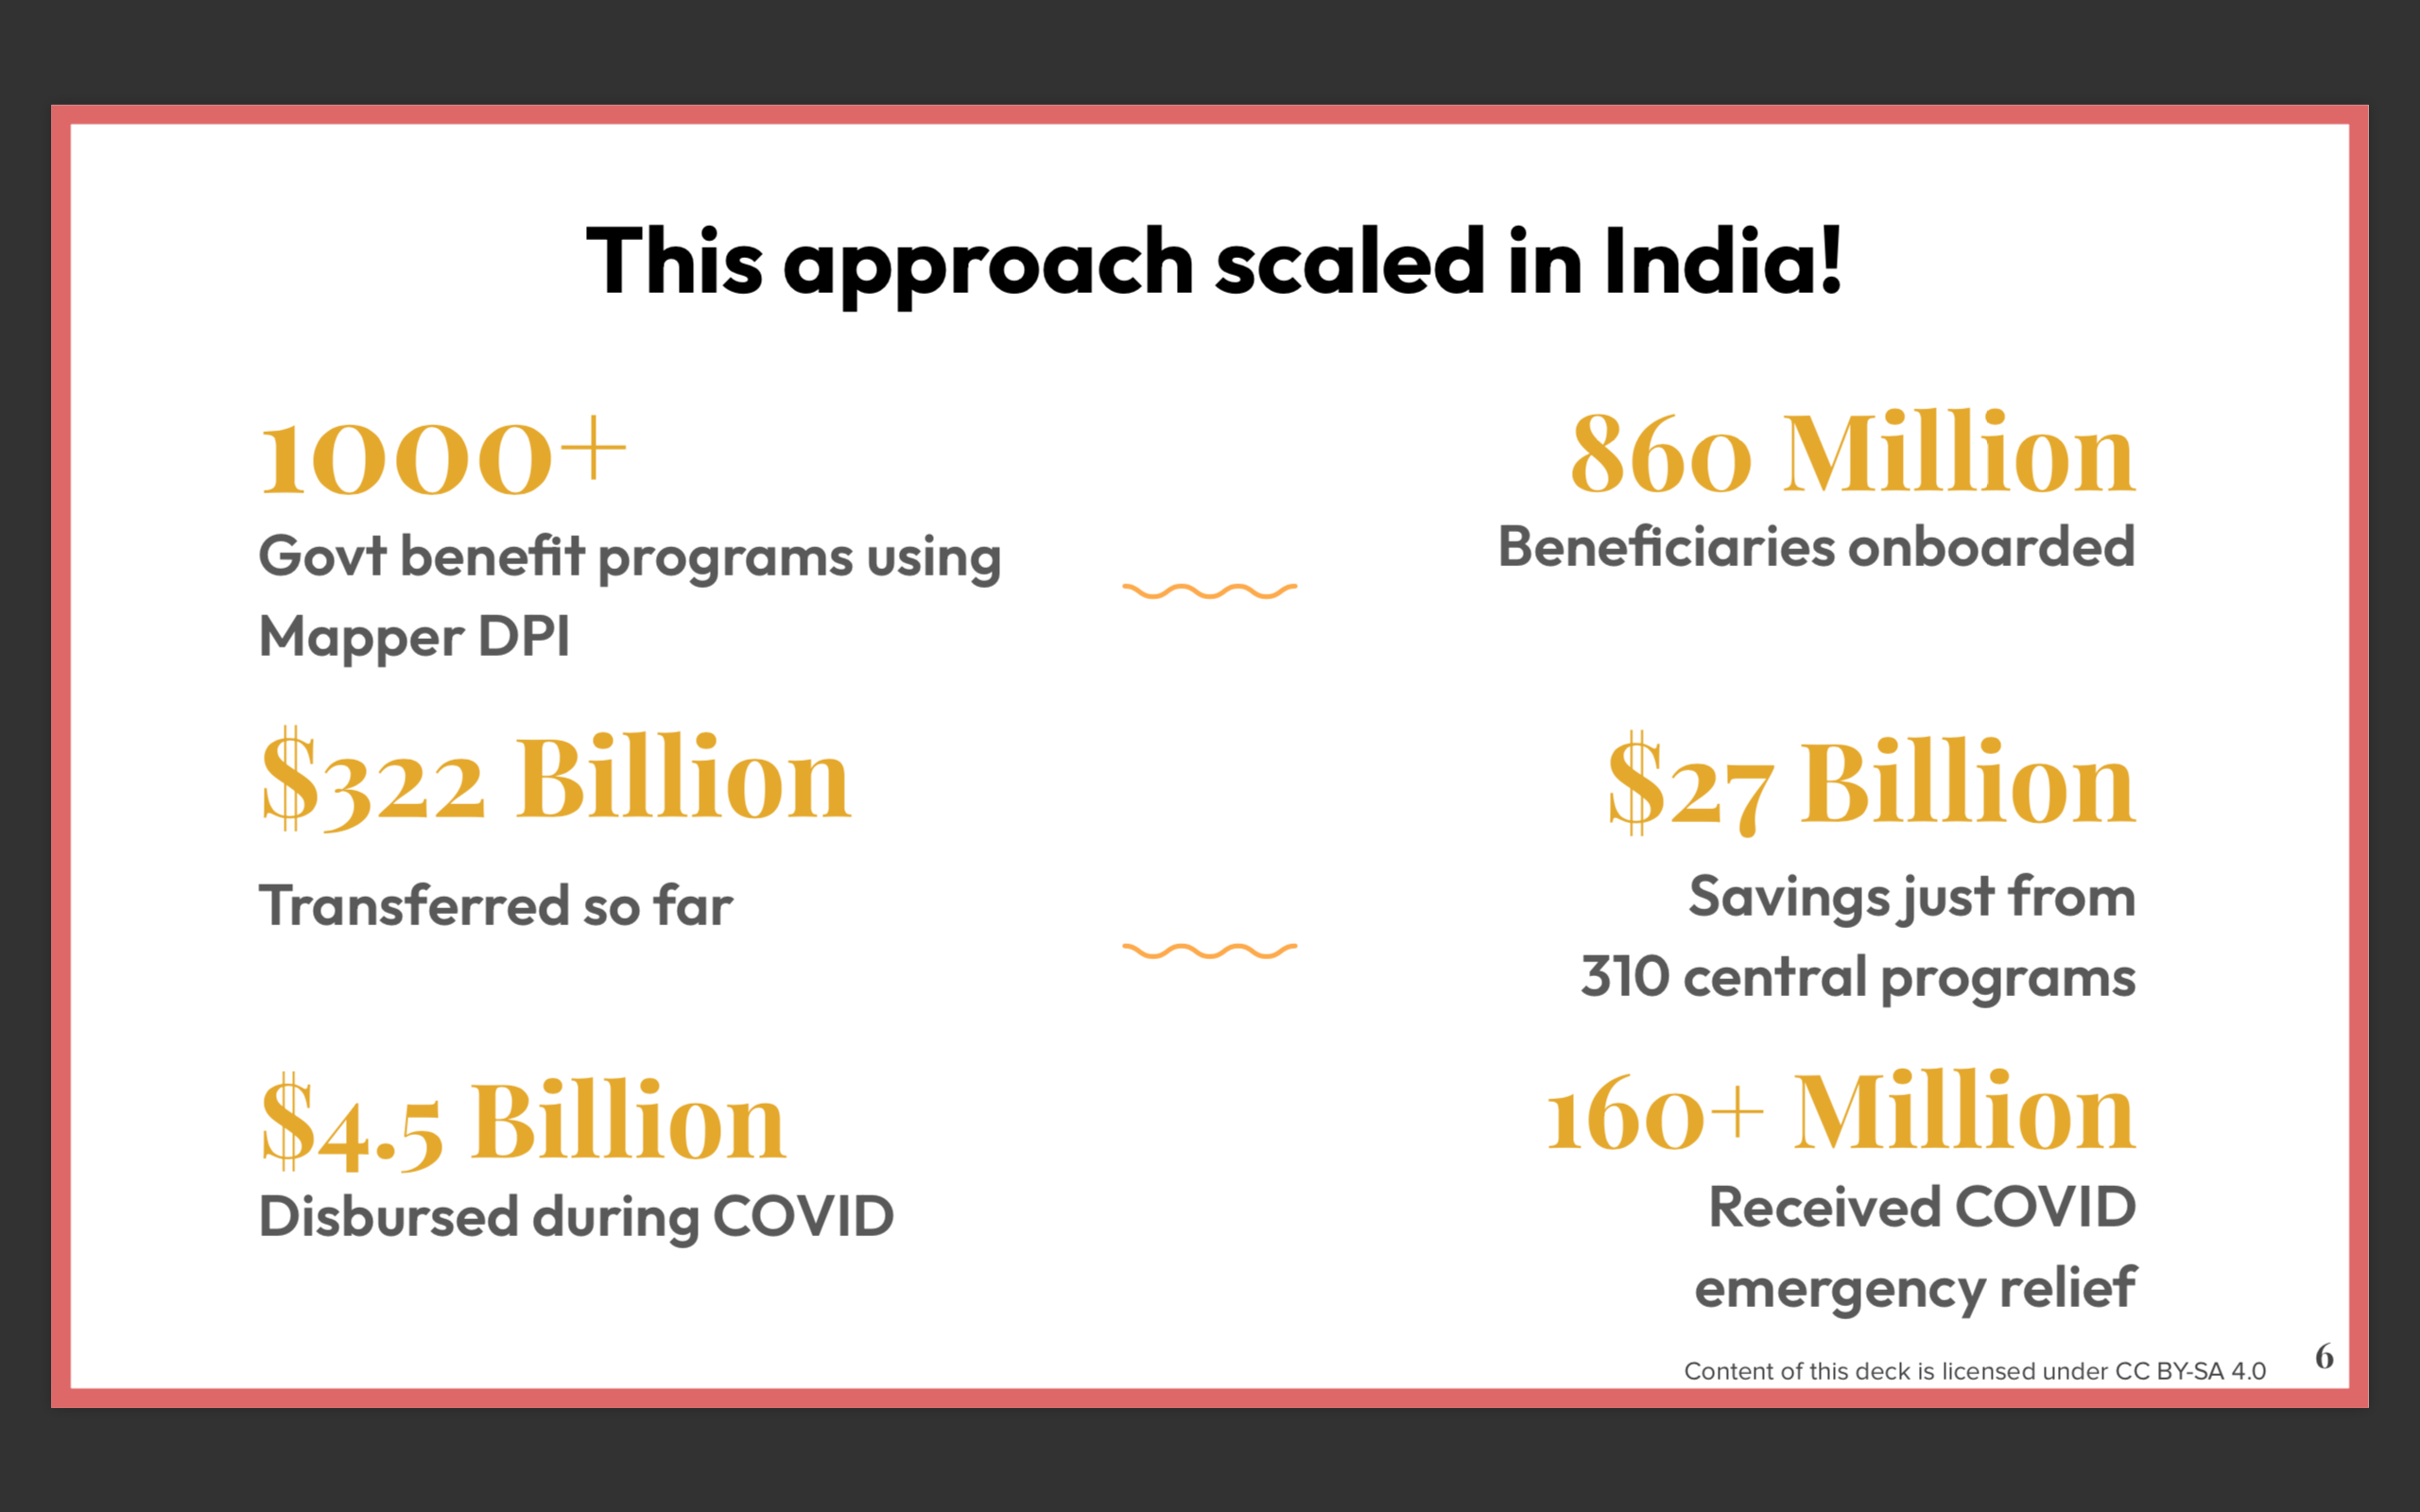 This approach scaled in India!
1000+
Govt benefit programs using
Mapper DPI
860 Million
Beneficiaries onboarded
$322 Billion
Transferred so far
$27 Billion
Savings just from
310 central programs
$4.5 Billion
Disbursed during COVID
160+ Million
Received COVID
emergency relief
Content of this deck is licensed under CC BY-SA 4.0
6